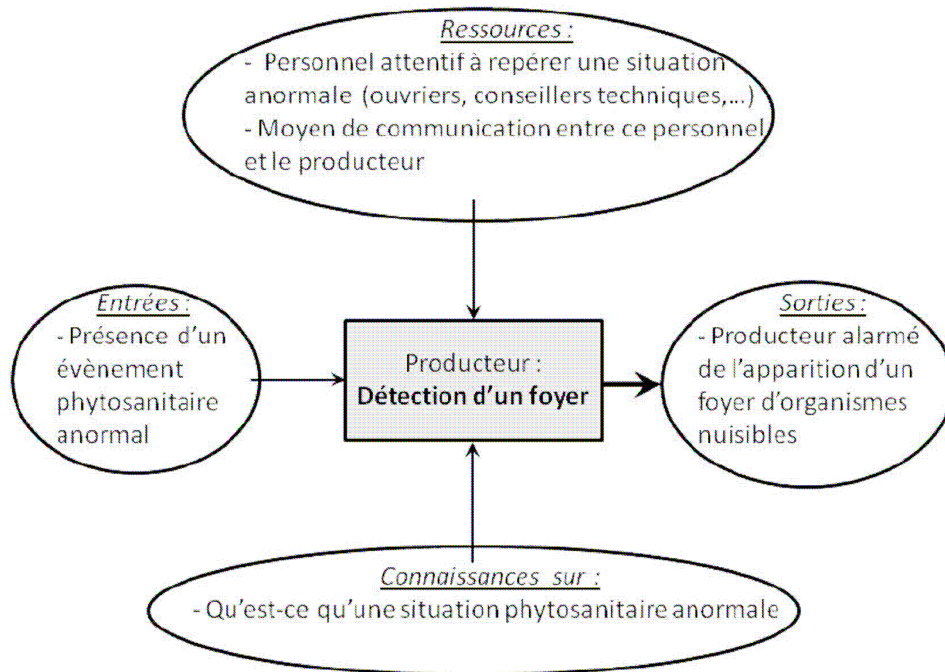 Ressources :
- Personnel attentif à repérer une situation
anormale (ouvriers, conseillers techniques,...)
- Moyen de communication entre ce personnel
et le producteur
Entrées :
- Présence d'un
évènement
phytosanitaire
anormal
Producteur :
Détection d'un foyer
Sorties :
- Producteur alarmé
de l'apparition d'un
foyer d'organismes
nuisibles
Connaissances sur :
- Qu'est-ce qu'une situation phytosanitaire anormale